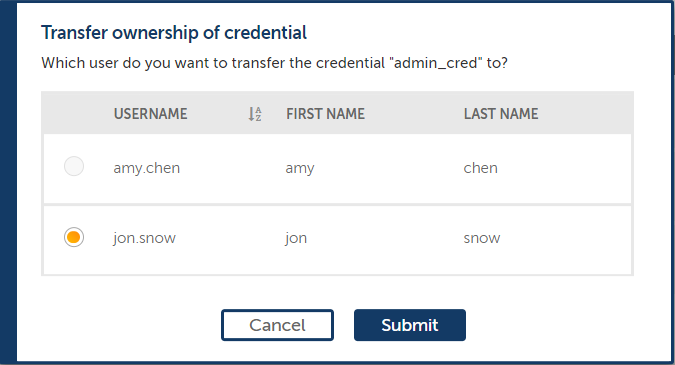 Transfer ownership of credential
Which user do you want to transfer the credential "admin_cred" to?
USERNAME FIRST NAME LAST NAME
amy.chen amy chen
jon.snow jon snow
Cancel Submit